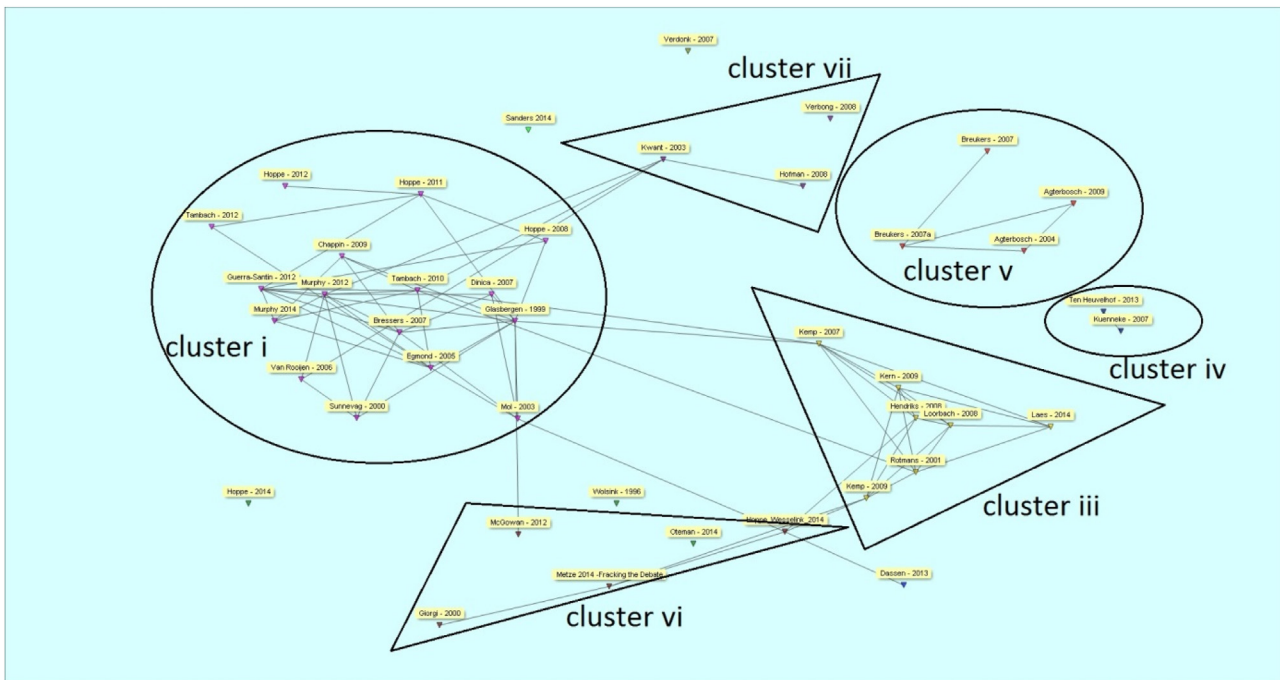 Verdonk - 2007
cluster vii
Verbong - 2008
Sanders 2014
Kwant - 2003
Hofman - 2008
Breukers - 2007
Agterbosch - 2009
Breukers - 2007a
Agterbosch - 2004
cluster v
Hoppe - 2012
Hoppe - 2011
Tambach - 2012
Hoppe - 2008
Chappin - 2009
Guerra-Santin - 2012
Murphy - 2012
Tambach - 2010
Dinica - 2007
Murphy 2014
Glasbergen - 1999
Bressers - 2007
cluster i
Egmond - 2005
Van Rooijen - 2006
Sunnevag - 2000
Mol - 2003
Ten Heuvelhof - 2013
Kuenneke - 2007
cluster iv
Kemp - 2007
Kern - 2009
Hendriks - 2008
Loorbach - 2008
Laes - 2014
Rotmans - 2001
Kemp - 2009
cluster iii
Hoppe - 2014
Wolsink - 1996
McGowan - 2012
Oteman - 2014
Hoppe_Wesselink_2014
Metze 2014 -Fracking the Debate
Dassen - 2013
Giorgi - 2000
cluster vi